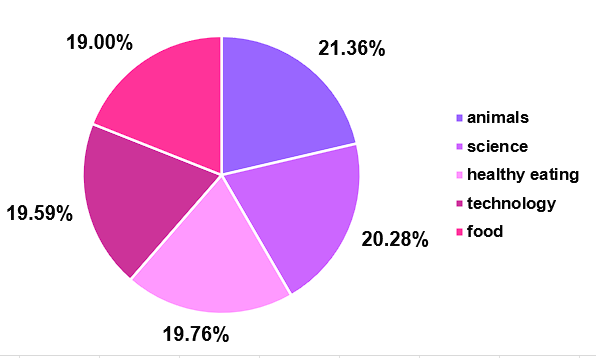 19.00%
21.36%
19.59%
20.28%
19.76%
animals
science
healthy eating
technology
food